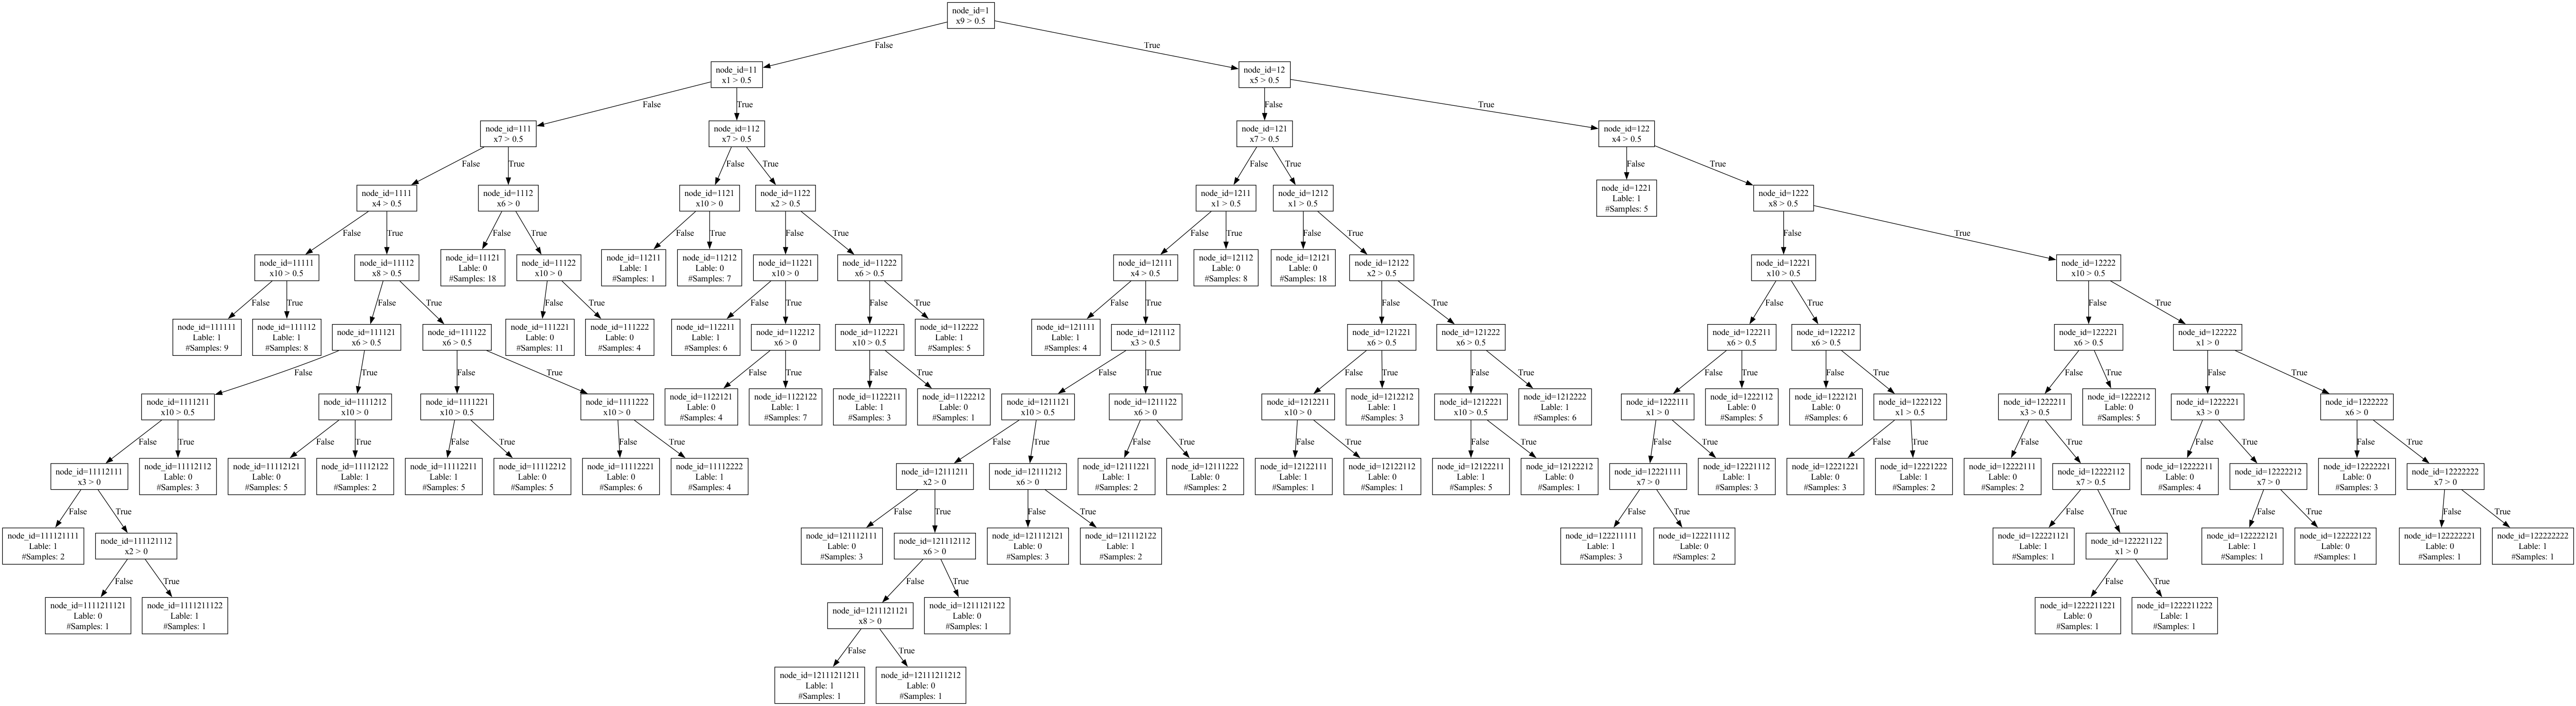 node_id=1
x9 > 0.5
False
True
node_id=11
x1 > 0.5
node_id=12
x5 > 0.5
False
True
False
True
node_id=111
x7 > 0.5
node_id=112
x7 > 0.5
node_id=121
x7 > 0.5
node_id=122
x4 > 0.5
False
True
False
True
False
True
False
True
node_id=1111
x4 > 0.5
node_id=1112
x6 > 0
node_id=1121
x10 > 0
node_id=1122
x2 > 0.5
node_id=1211
x1 > 0.5
node_id=1212
x1 > 0.5
node_id=1221
Lable: 1
#Samples: 5
node_id=1222
x8 > 0.5
False
True
False
True
False
True
False
True
False
True
False
True
False
True
node_id=11111
x10 > 0.5
node_id=11112
x8 > 0.5
node_id=11121
Lable: 0
#Samples: 18
node_id=11122
x10 > 0
node_id=11211
Lable: 1
#Samples: 1
node_id=11212
Lable: 0
#Samples: 7
node_id=11221
x10 > 0
node_id=11222
x6 > 0.5
node_id=12111
x4 > 0.5
node_id=12112
Lable: 0
#Samples: 8
node_id=12121
Lable: 0
#Samples: 18
node_id=12122
x2 > 0.5
node_id=12221
x10 > 0.5
node_id=12222
x10 > 0.5
False
True
False
True
False
True
False
True
False
True
False
True
False
True
False
True
False
True
node_id=111111
Lable: 1
#Samples: 9
node_id=111112
Lable: 1
#Samples: 8
node_id=111121
x6 > 0.5
node_id=111122
x6 > 0.5
node_id=111221
Lable: 0
#Samples: 11
node_id=111222
Lable: 0
#Samples: 4
node_id=112211
Lable: 1
#Samples: 6
node_id=112212
x6 > 0
node_id=112221
x10 > 0.5
node_id=112222
Lable: 1
#Samples: 5
node_id=121111
Lable: 1
#Samples: 4
node_id=121112
x3 > 0.5
node_id=121221
x6 > 0.5
node_id=121222
x6 > 0.5
node_id=122211
x6 > 0.5
node_id=122212
x6 > 0.5
node_id=122221
x6 > 0.5
node_id=122222
x1 > 0
False
True
False
True
False
True
False
True
False
True
False
True
False
True
False
True
False
True
False
True
False
True
node_id=1111211
x10 > 0.5
node_id=1111212
x10 > 0
node_id=1111221
x10 > 0.5
node_id=1111222
x10 > 0
node_id=1122121
Lable: 0
#Samples: 4
node_id=1122122
Lable: 1
#Samples: 7
node_id=1122211
Lable: 1
#Samples: 3
node_id=1122212
Lable: 0
#Samples: 1
node_id=1211121
x10 > 0.5
node_id=1211122
x6 > 0
node_id=1212211
x10 > 0
node_id=1212212
Lable: 1
#Samples: 3
node_id=1212221
x10 > 0.5
node_id=1212222
Lable: 1
#Samples: 6
node_id=1222111
x1 > 0
node_id=1222112
Lable: 0
#Samples: 5
node_id=1222121
Lable: 0
#Samples: 6
node_id=1222122
x1 > 0.5
node_id=1222211
x3 > 0.5
node_id=1222212
Lable: 0
#Samples: 5
node_id=1222221
x3 > 0
node_id=1222222
x6 > 0
False
True
False
True
False
True
False
True
False
True
False
True
False
True
False
True
False
True
False
True
False
True
False
True
False
True
node_id=11112111
x3 > 0
node_id=11112112
Lable: 0
#Samples: 3
node_id=11112121
Lable: 0
#Samples: 5
node_id=11112122
Lable: 1
#Samples: 2
node_id=11112211
Lable: 1
#Samples: 5
node_id=11112212
Lable: 0
#Samples: 5
node_id=11112221
Lable: 0
#Samples: 6
node_id=11112222
Lable: 1
#Samples: 4
node_id=12111211
x2 > 0
node_id=12111212
x6 > 0
node_id=12111221
Lable: 1
#Samples: 2
node_id=12111222
Lable: 0
#Samples: 2
node_id=12122111
Lable: 1
#Samples: 1
node_id=12122112
Lable: 0
#Samples: 1
node_id=12122211
Lable: 1
#Samples: 5
node_id=12122212
Lable: 0
#Samples: 1
node_id=12221111
x7 > 0
node_id=12221112
Lable: 1
#Samples: 3
node_id=12221221
Lable: 0
#Samples: 3
node_id=12221222
Lable: 1
#Samples: 2
node_id=12222111
Lable: 0
#Samples: 2
node_id=12222112
x7 > 0.5
node_id=12222211
Lable: 0
#Samples: 4
node_id=12222212
x7 > 0
node_id=12222221
Lable: 0
#Samples: 3
node_id=12222222
x7 > 0
False
True
False
True
False
True
False
True
False
True
False
True
False
True
node_id=111121111
Lable: 1
#Samples: 2
node_id=111121112
x2 > 0
node_id=121112111
Lable: 0
#Samples: 3
node_id=121112112
x6 > 0
node_id=121112121
Lable: 0
#Samples: 3
node_id=121112122
Lable: 1
#Samples: 2
node_id=122211111
Lable: 1
#Samples: 3
node_id=122211112
Lable: 0
#Samples: 2
node_id=122221121
Lable: 1
#Samples: 1
node_id=122221122
x1 > 0
node_id=122222121
Lable: 1
#Samples: 1
node_id=122222122
Lable: 0
#Samples: 1
node_id=122222221
Lable: 0
#Samples: 1
node_id=122222222
Lable: 1
#Samples: 1
False
True
False
True
False
True
node_id=1111211121
Lable: 0
#Samples: 1
node_id=1111211122
Lable: 1
#Samples: 1
node_id=1211121121
x8 > 0
node_id=1211121122
Lable: 0
#Samples: 1
node_id=1222211221
Lable: 0
#Samples: 1
node_id=1222211222
Lable: 1
#Samples: 1
False
True
node_id=12111211211
Lable: 1
#Samples: 1
node_id=12111211212
Lable: 0
#Samples: 1